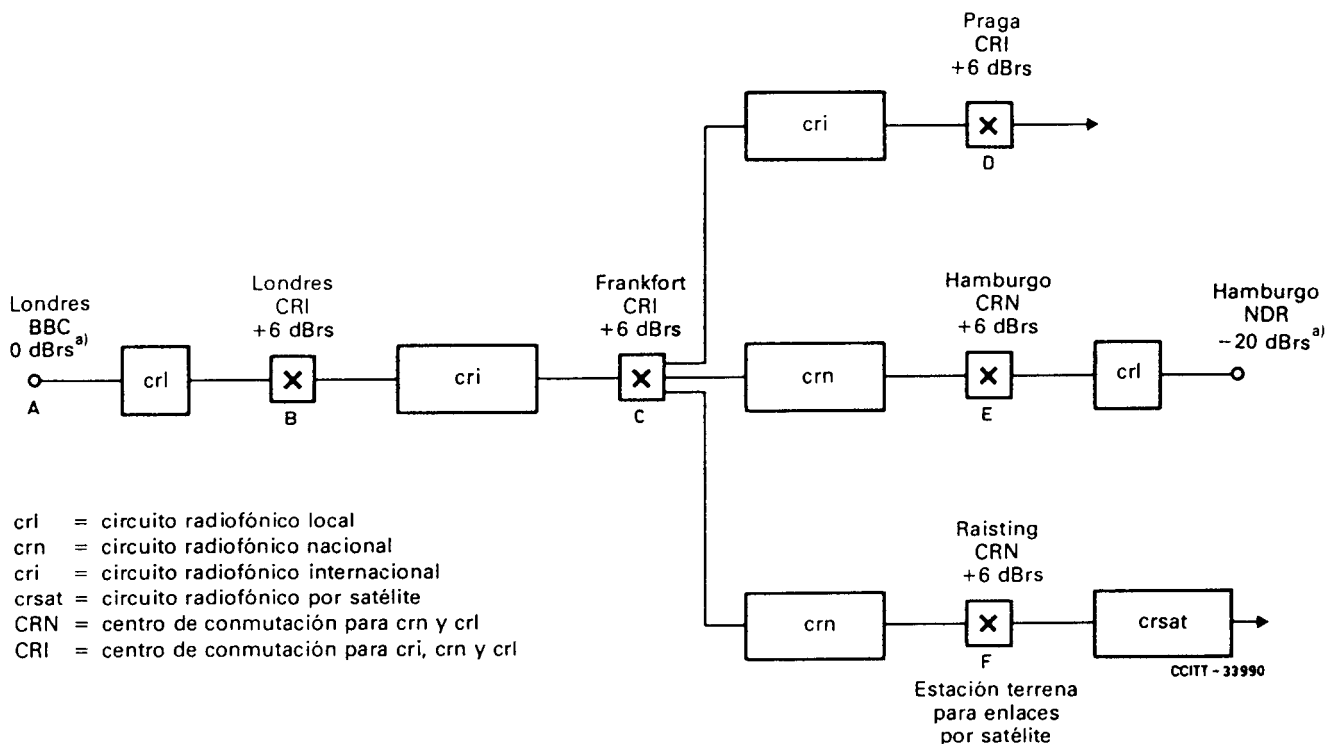 Praga
CRI
+6 dBrs
cri
D
Londres
BBC
0 dBrs a)
A
crl
Londres
CRI
+6 dBrs
B
cri
Frankfort
CRI
+6 dBrs
C
crn
Hamburgo
CRN
+6 dBrs
E
crl
Hamburgo
NDR
−20 dBrs a)
crl = circuito radiofónico local
crn = circuito radiofónico nacional
cri = circuito radiofónico internacional
crsat = circuito radiofónico por satélite
CRN = centro de conmutación para crn y crl
CRI = centro de conmutación para cri, crn y crl
crn
Raisting
CRN
+6 dBrs
F
Estación terrena
para enlaces
por satélite
crsat
CCITT - 33990